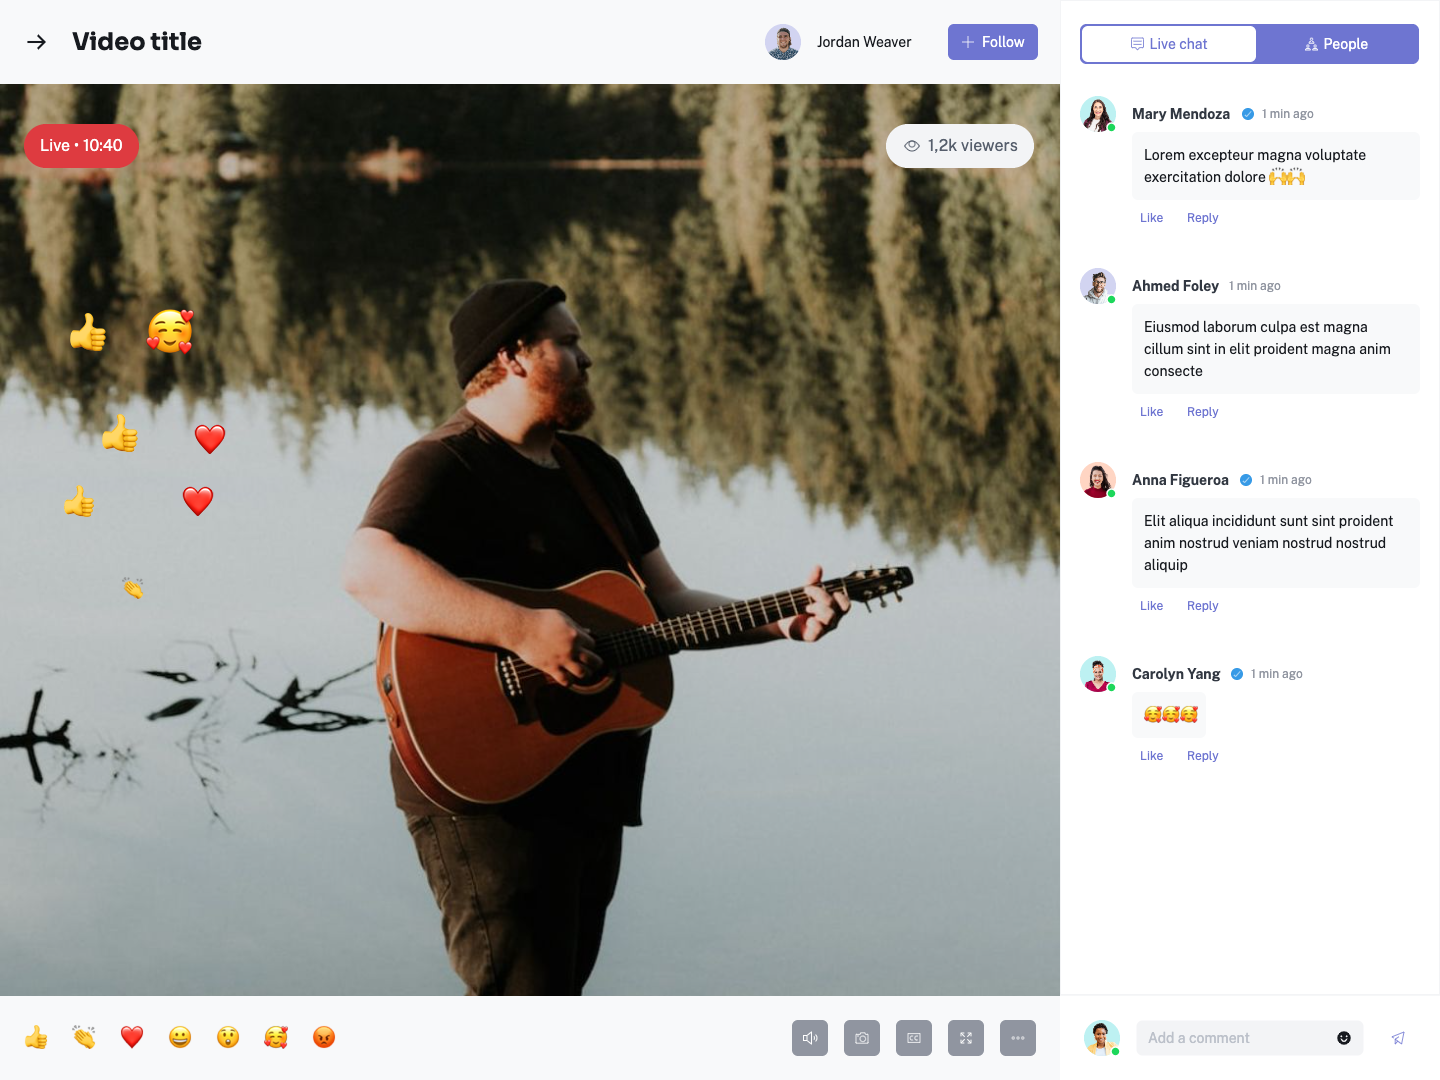 Video title
Jordan Weaver
Follow
Live • 10:40
1,2k viewers
Live chat
People
Mary Mendoza 1 min ago
Lorem excepteur magna voluptate
exercitation dolore 🙌🙌
Like Reply
Ahmed Foley 1 min ago
Eiusmod laborum culpa est magna
cillum sint in elit proident magna anim
consecte
Like Reply
Anna Figueroa 1 min ago
Elit aliqua incididunt sunt sint proident
anim nostrud veniam nostrud nostrud
aliquip
Like Reply
Carolyn Yang 1 min ago
🥰🥰🥰
Like Reply
CC
Add a comment